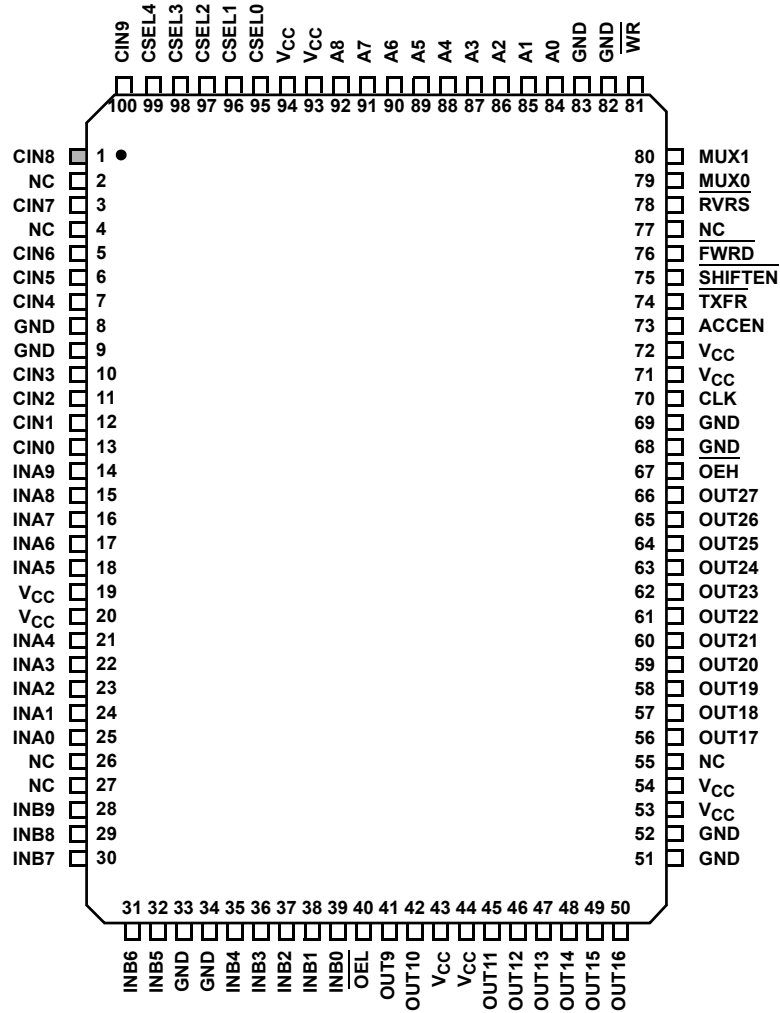 CIN9 CSEL4 CSEL3 CSEL2 CSEL1 CSEL0 VCC VCC A8 A7 A6 A5 A4 A3 A2 A1 A0 GND GND WR
100 99 98 97 96 95 94 93 92 91 90 89 88 87 86 85 84 83 82 81
CIN8 1 80 MUX1
NC 2 79 MUX0
CIN7 3 78 RVRS
NC 4 77 NC
CIN6 5 76 FWRD
CIN5 6 75 SHIFTEN
CIN4 7 74 TXFR
GND 8 73 ACCEN
GND 9 72 VCC
CIN3 10 71 VCC
CIN2 11 70 CLK
CIN1 12 69 GND
CIN0 13 68 GND
INA9 14 67 OEH
INA8 15 66 OUT27
INA7 16 65 OUT26
INA6 17 64 OUT25
INA5 18 63 OUT24
VCC 19 62 OUT23
VCC 20 61 OUT22
INA4 21 60 OUT21
INA3 22 59 OUT20
INA2 23 58 OUT19
INA1 24 57 OUT18
INA0 25 56 OUT17
NC 26 55 NC
NC 27 54 VCC
INB9 28 53 VCC
INB8 29 52 GND
INB7 30 51 GND
31 32 33 34 35 36 37 38 39 40 41 42 43 44 45 46 47 48 49 50
INB6 INB5 GND GND INB4 INB3 INB2 INB1 INB0 OEL OUT9 OUT10 VCC VCC OUT11 OUT12 OUT13 OUT14 OUT15 OUT16